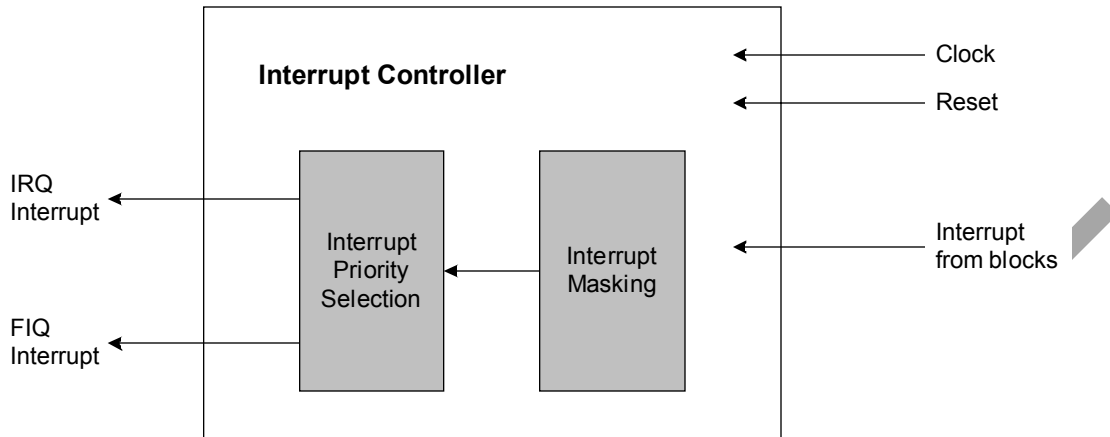 Interrupt Controller
Clock
Reset
IRQ
Interrupt
Interrupt
Priority
Selection
Interrupt
Masking
Interrupt
from blocks
FIQ
Interrupt